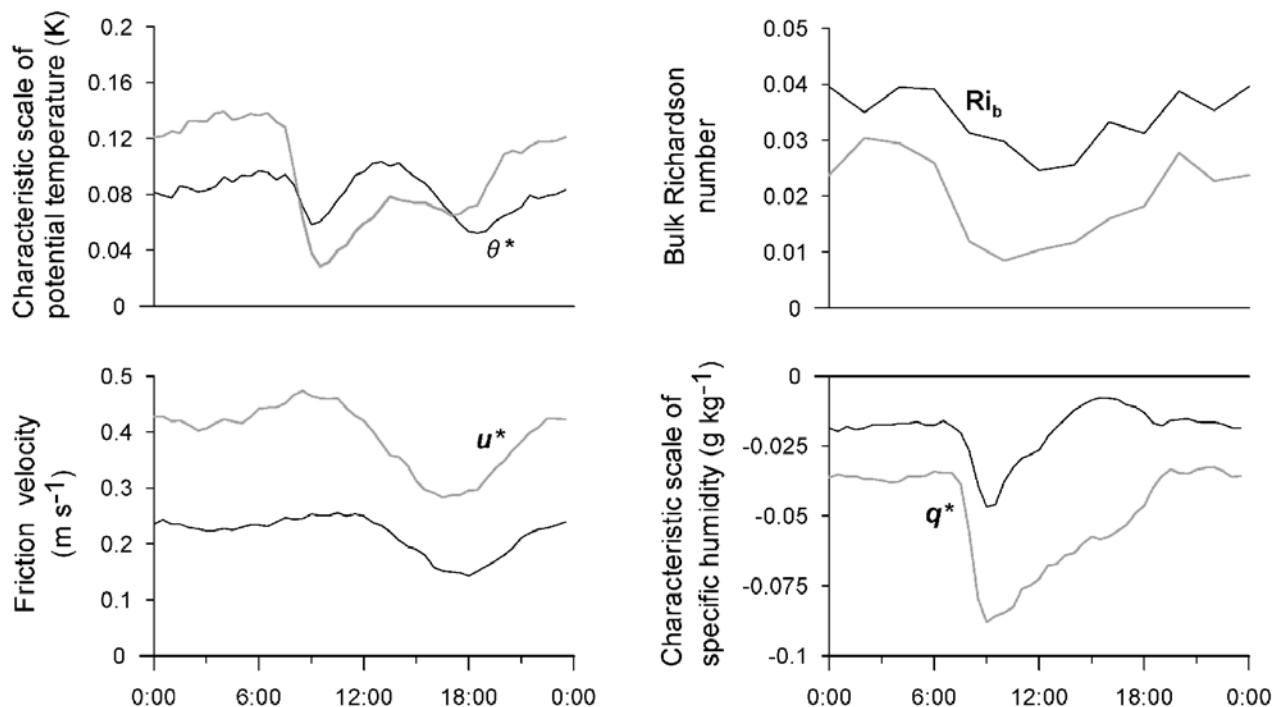 Characteristic scale of
potential temperature (K)
0.2
0.16
0.12
0.08
0.04
0
θ*
Bulk Richardson
number
0.05
0.04
0.03
0.02
0.01
0
Ri_b
Friction velocity
(m s⁻¹)
0.5
0.4
0.3
0.2
0.1
0
u*
0:00 6:00 12:00 18:00 0:00
Characteristic scale of
specific humidity (g kg⁻¹)
0
-0.025
-0.05
-0.075
-0.1
q*
0:00 6:00 12:00 18:00 0:00